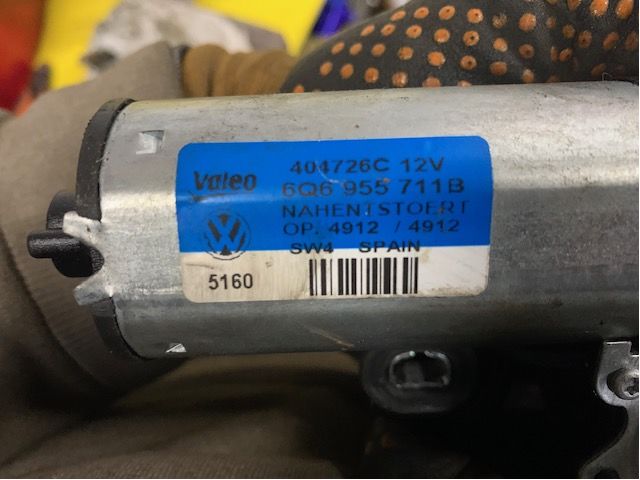 404726C 12V
Valeo
6Q6 955 711B
NAHENTSTOERT
OP. 4912 / 4912
SW4 SPAIN
5160